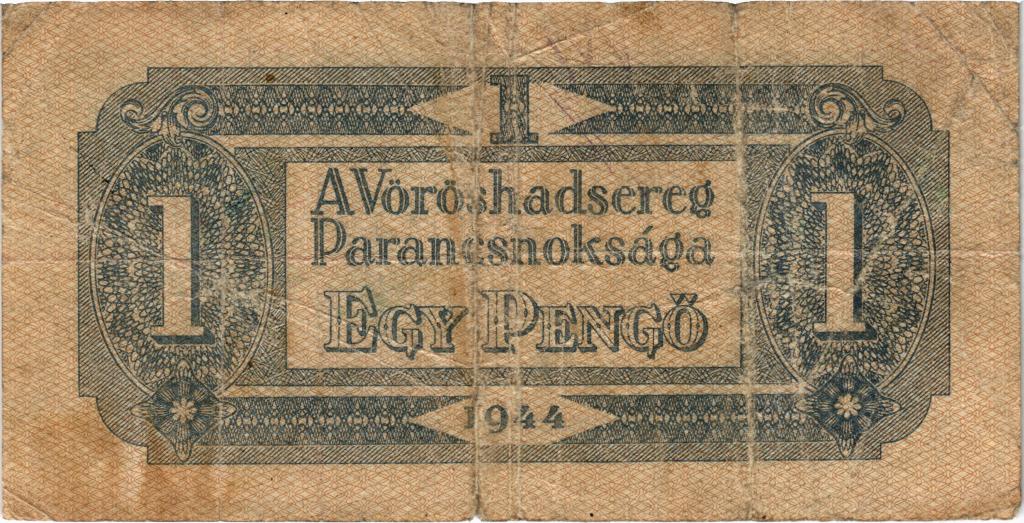 1
A Vöröshadsereg
Parancsnoksága
Egy Pengő
1 1
1944